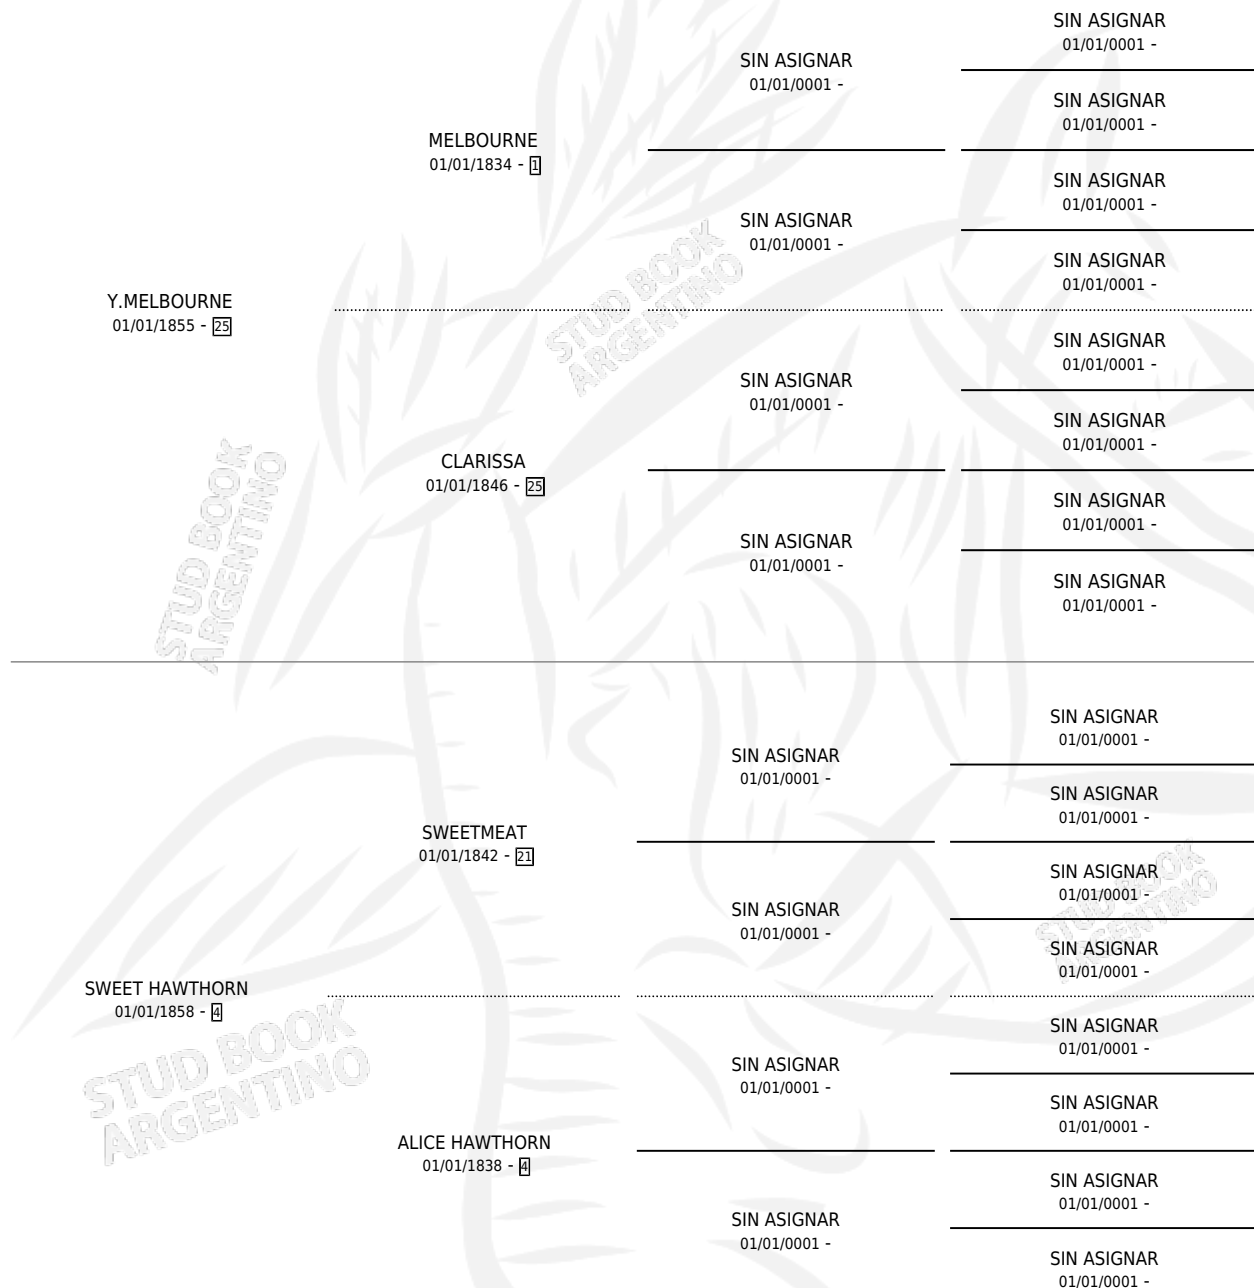 SIN ASIGNAR
01/01/0001 -
SIN ASIGNAR
01/01/0001 -
SIN ASIGNAR
01/01/0001 -
MELBOURNE
01/01/1834 - 1
SIN ASIGNAR
01/01/0001 -
SIN ASIGNAR
01/01/0001 -
SIN ASIGNAR
01/01/0001 -
STUD BOOK
ARGENTINO
Y.MELBOURNE
01/01/1855 - 25
SIN ASIGNAR
01/01/0001 -
SIN ASIGNAR
01/01/0001 -
SIN ASIGNAR
01/01/0001 -
CLARISSA
01/01/1846 - 25
SIN ASIGNAR
01/01/0001 -
SIN ASIGNAR
01/01/0001 -
SIN ASIGNAR
01/01/0001 -
STUD BOOK
ARGENTINO
SIN ASIGNAR
01/01/0001 -
SIN ASIGNAR
01/01/0001 -
SIN ASIGNAR
01/01/0001 -
SWEETMEAT
01/01/1842 - 21
SIN ASIGNAR
01/01/0001 -
SIN ASIGNAR
01/01/0001 -
SIN ASIGNAR
01/01/0001 -
STUD BOOK
ARGENTINO
SWEET HAWTHORN
01/01/1858 - 4
SIN ASIGNAR
01/01/0001 -
SIN ASIGNAR
01/01/0001 -
SIN ASIGNAR
01/01/0001 -
STUD BOOK
ARGENTINO
ALICE HAWTHORN
01/01/1838 - 4
SIN ASIGNAR
01/01/0001 -
SIN ASIGNAR
01/01/0001 -
SIN ASIGNAR
01/01/0001 -